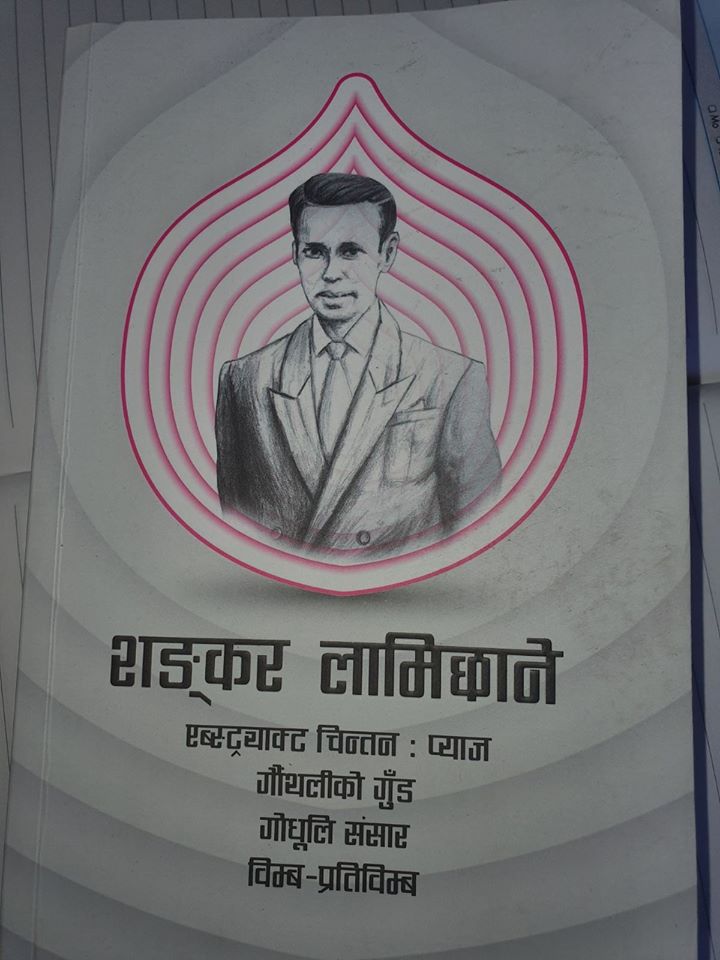 शङ्कर लामिछाने
एब्स्ट्र्याक्ट चिन्तन : प्याज
गौंथलीको गुँड
गोधूलि संसार
विम्ब-प्रतिविम्ब